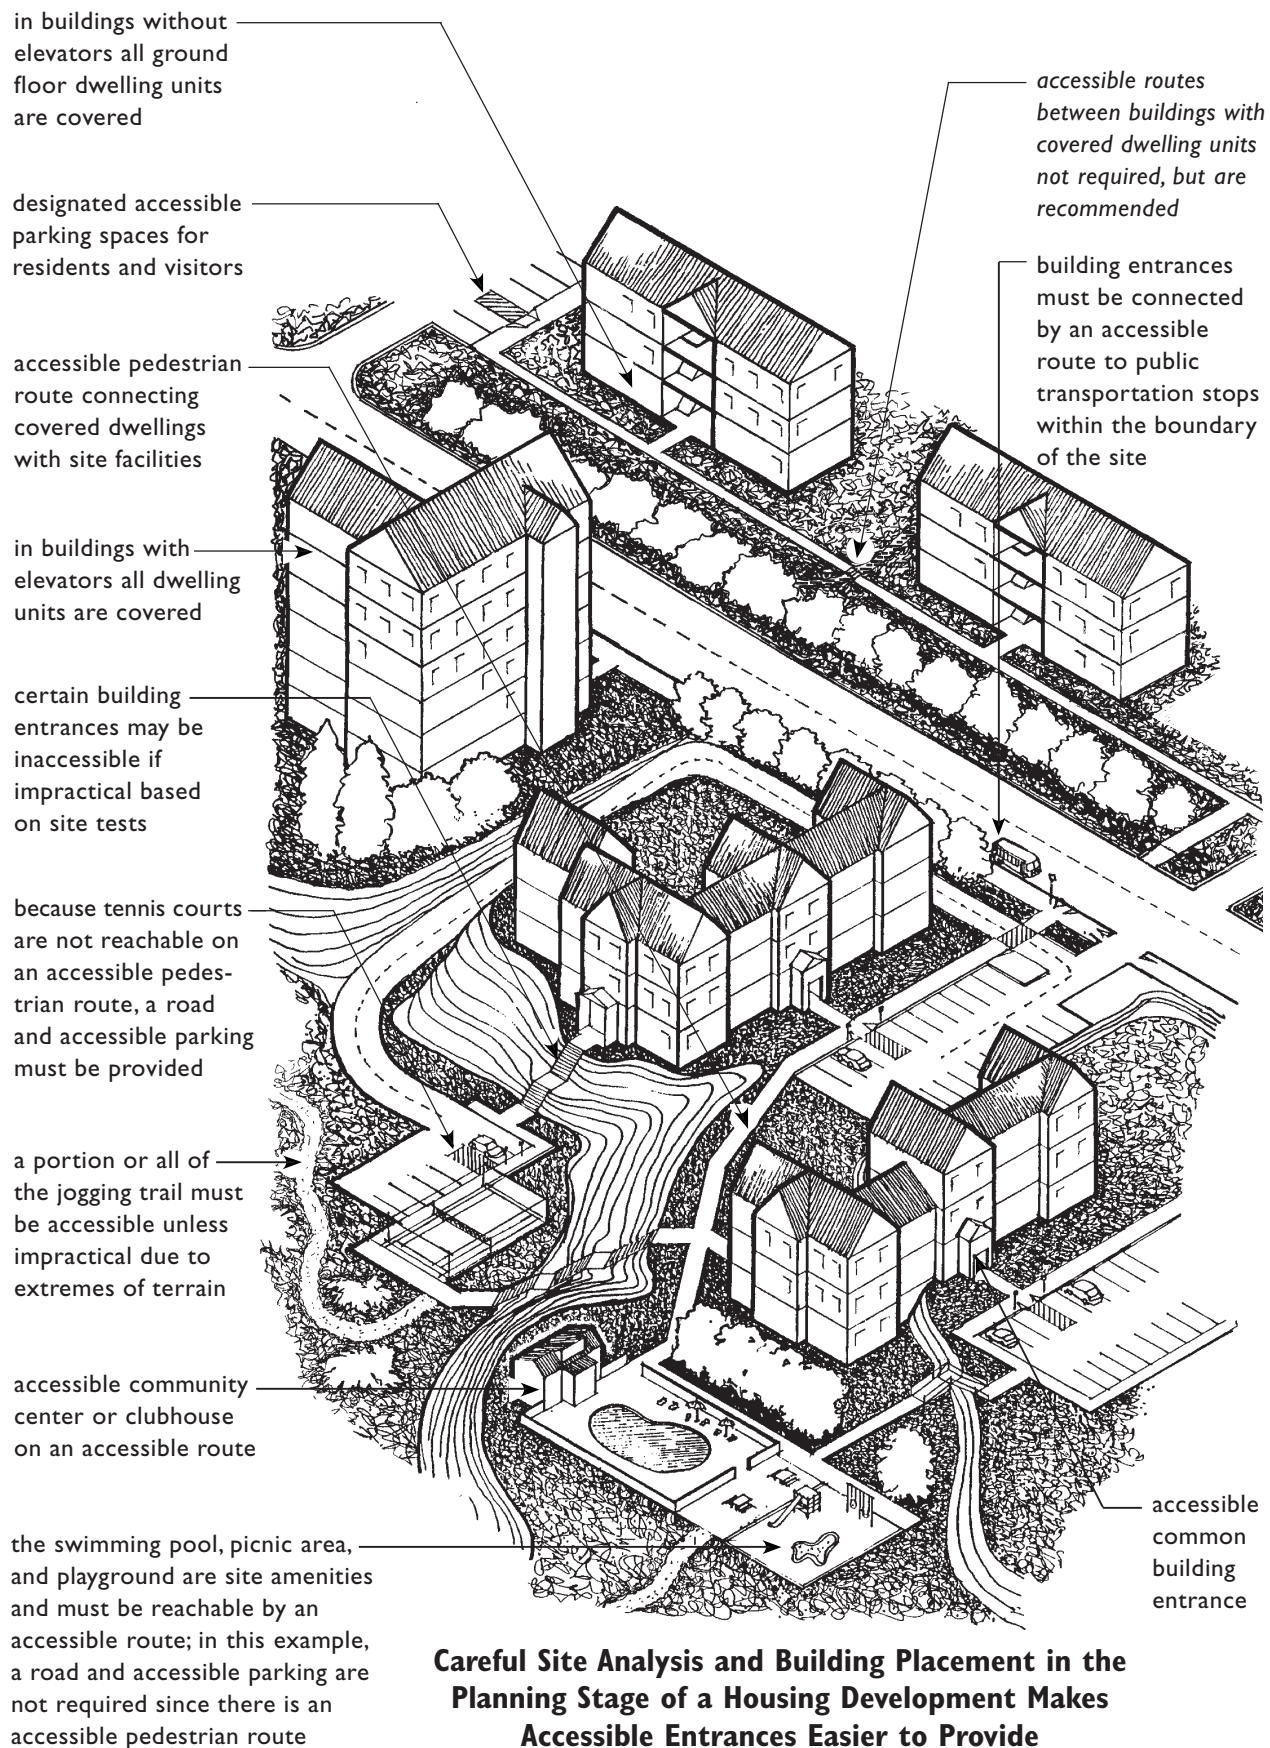 in buildings without
elevators all ground
floor dwelling units
are covered
accessible routes
between buildings with
covered dwelling units
not required, but are
recommended
designated accessible
parking spaces for
residents and visitors
building entrances
must be connected
by an accessible
route to public
transportation stops
within the boundary
of the site
accessible pedestrian
route connecting
covered dwellings
with site facilities
in buildings with
elevators all dwelling
units are covered
certain building
entrances may be
inaccessible if
impractical based
on site tests
because tennis courts
are not reachable on
an accessible pedes-
trian route, a road
and accessible parking
must be provided
a portion or all of
the jogging trail must
be accessible unless
impractical due to
extremes of terrain
accessible community
center or clubhouse
on an accessible route
accessible
common
building
entrance
the swimming pool, picnic area,
and playground are site amenities
and must be reachable by an
accessible route; in this example,
a road and accessible parking are
not required since there is an
accessible pedestrian route
Careful Site Analysis and Building Placement in the
Planning Stage of a Housing Development Makes
Accessible Entrances Easier to Provide